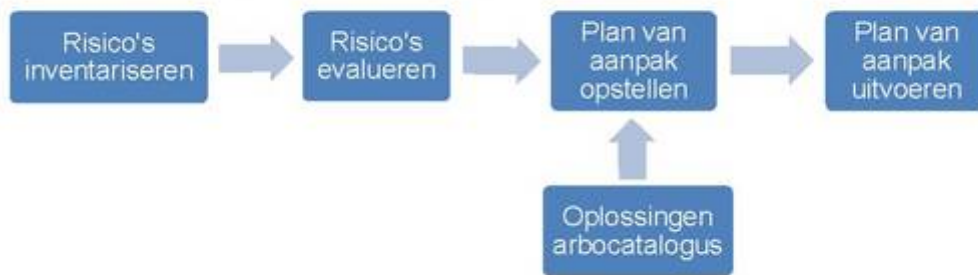 Risico's
inventariseren
Risico's
evalueren
Plan van
aanpak
opstellen
Plan van
aanpak
uitvoeren
Oplossingen
arbocatalogus